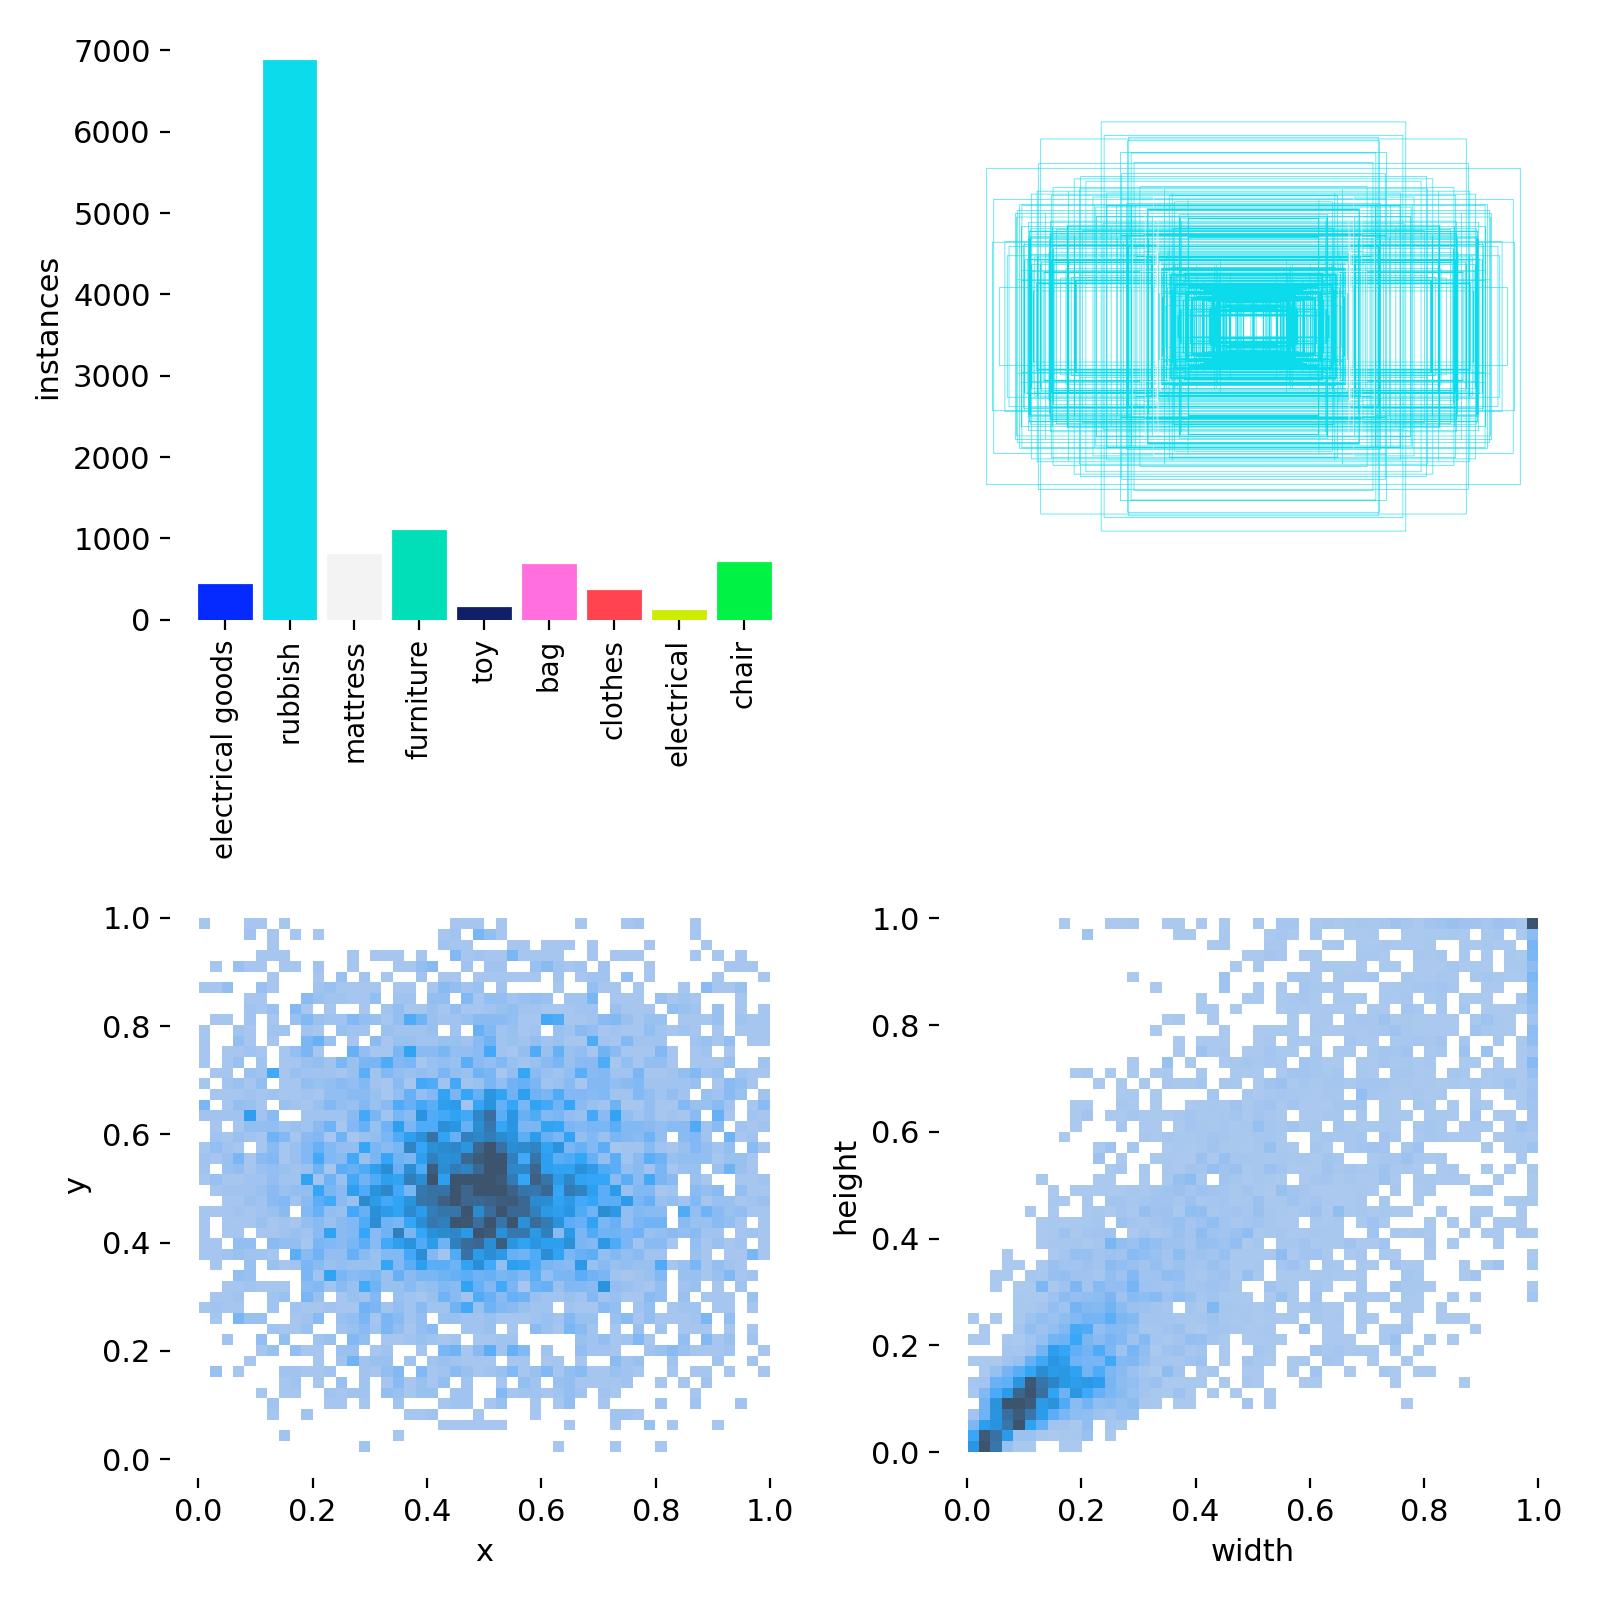 7000
6000
5000
4000
3000
2000
1000
0
instances
electrical goods
rubbish
mattress
furniture
toy
bag
clothes
electrical
chair
1.0
0.8
0.6
0.4
0.2
0.0
y
0.0 0.2 0.4 0.6 0.8 1.0
x
1.0
0.8
0.6
0.4
0.2
0.0
height
0.0 0.2 0.4 0.6 0.8 1.0
width